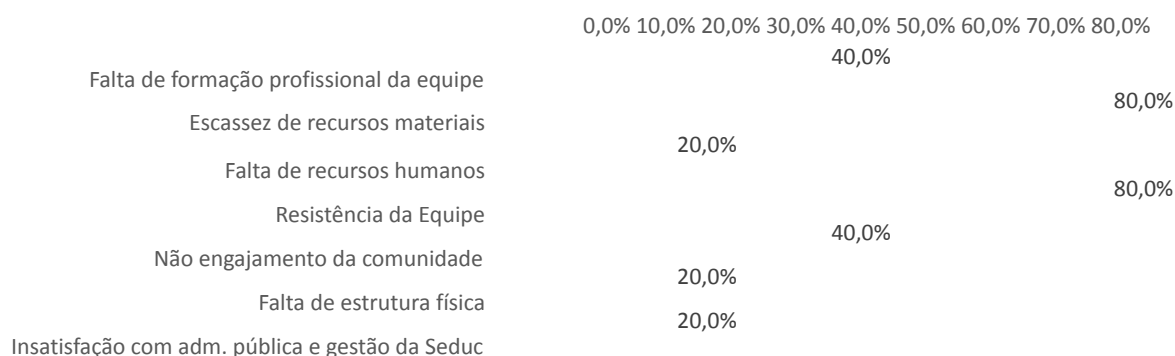 0,0% 10,0% 20,0% 30,0% 40,0% 50,0% 60,0% 70,0% 80,0%
40,0%
Falta de formação profissional da equipe
80,0%
Escassez de recursos materiais
20,0%
Falta de recursos humanos
80,0%
Resistência da Equipe
40,0%
Não engajamento da comunidade
20,0%
Falta de estrutura física
20,0%
Insatisfação com adm. pública e gestão da Seduc